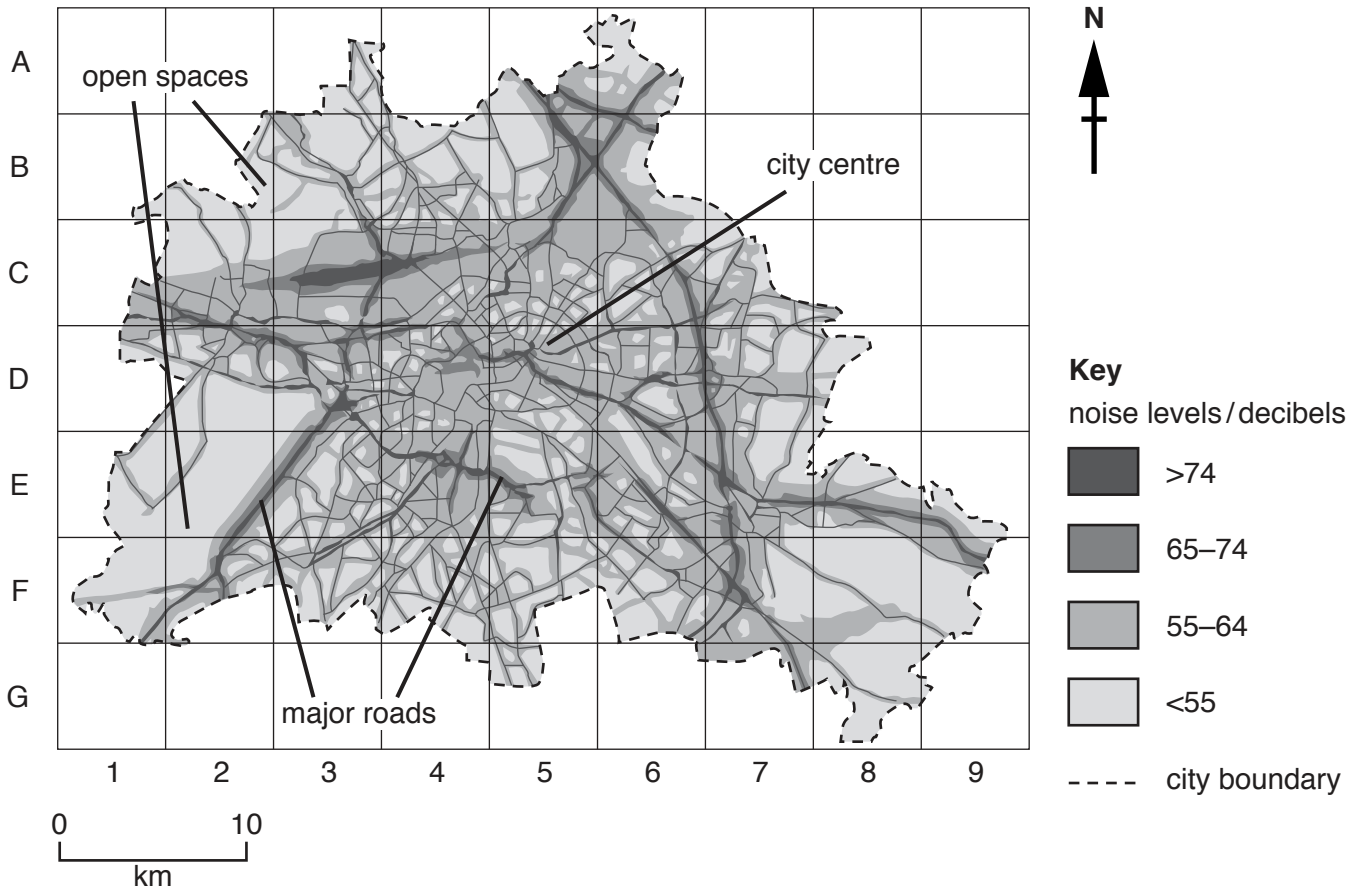 N
A
open spaces
B
city centre
C
D
E
F
G
major roads
1 2 3 4 5 6 7 8 9
0 10
km
Key
noise levels / decibels
>74
65–74
55–64
<55
city boundary